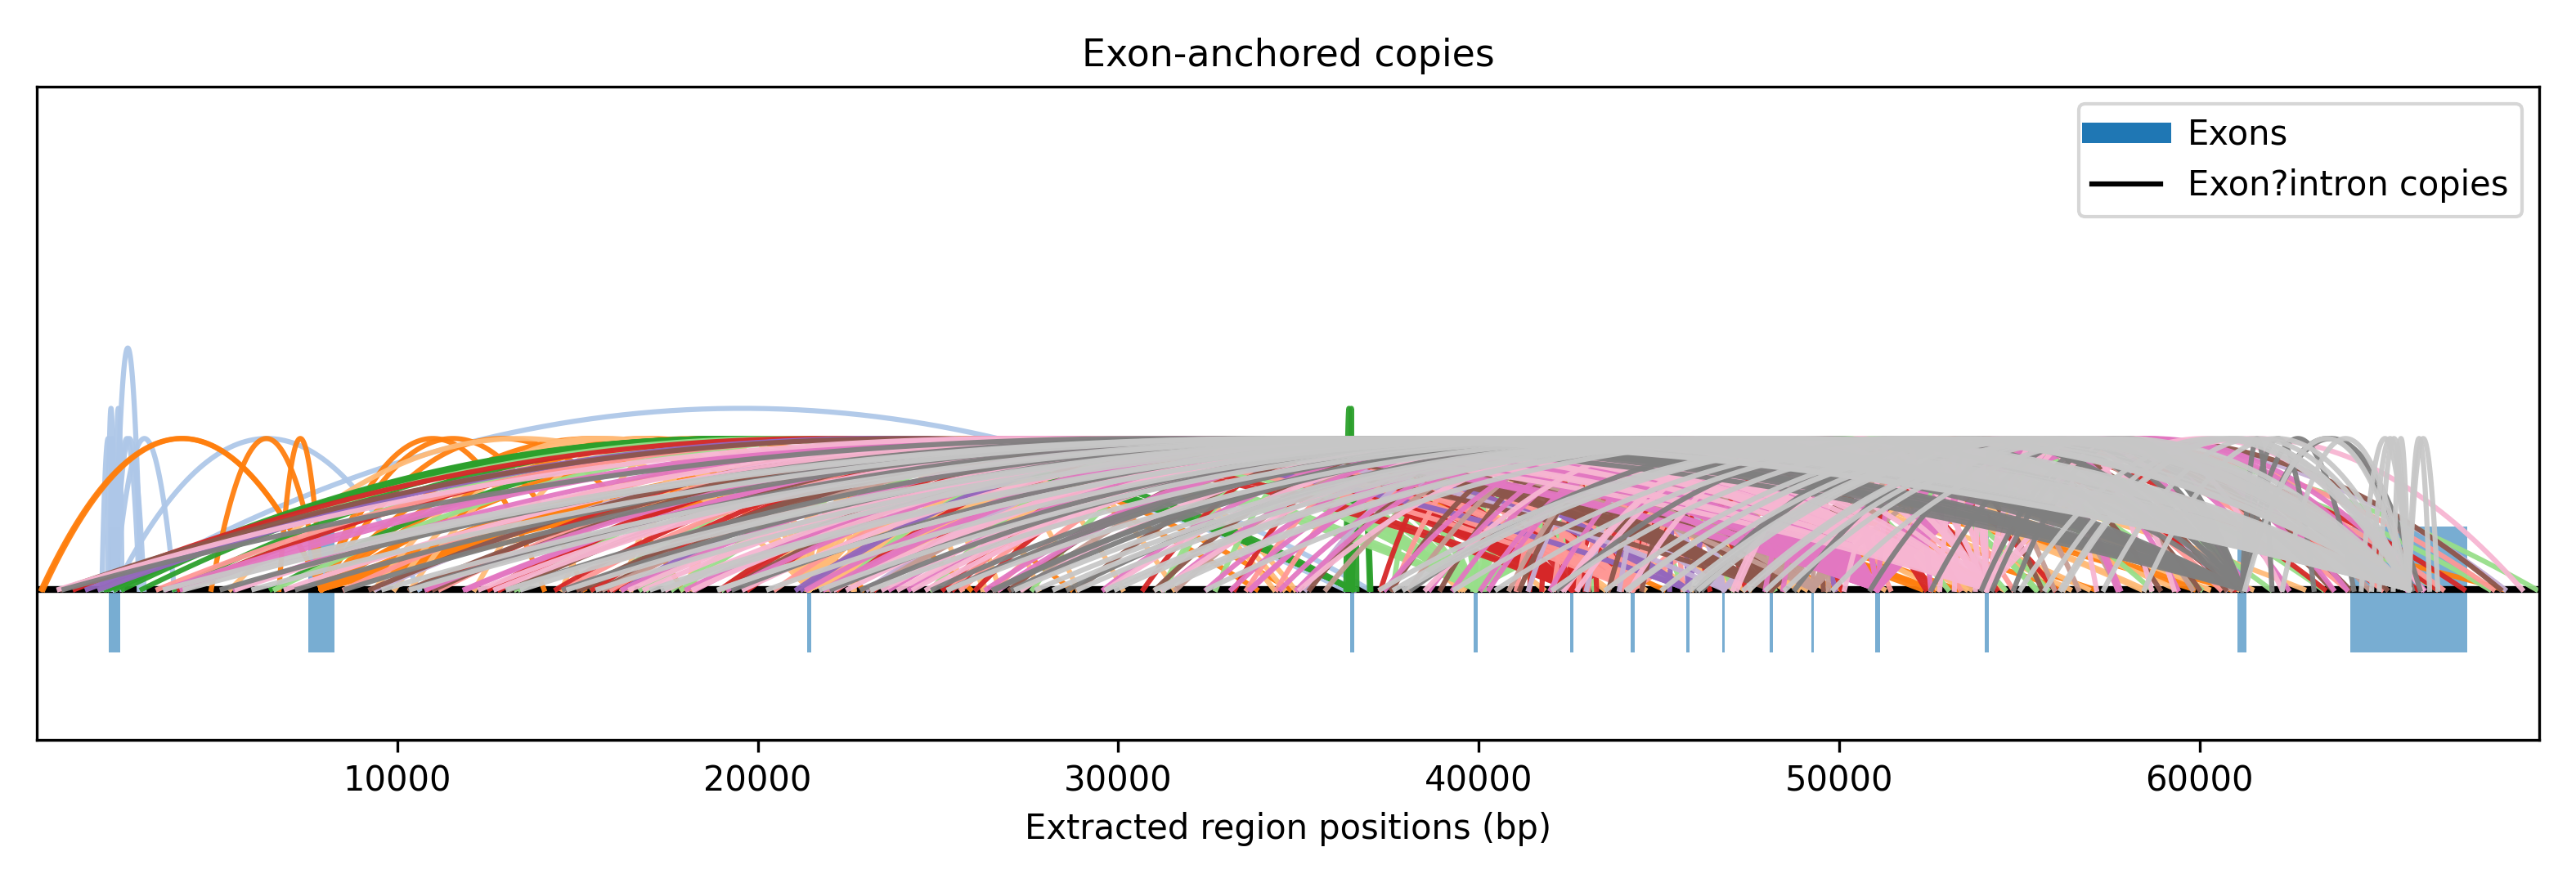 Exon-anchored copies
Exons
Exon?intron copies
10000 20000 30000 40000 50000 60000
Extracted region positions (bp)